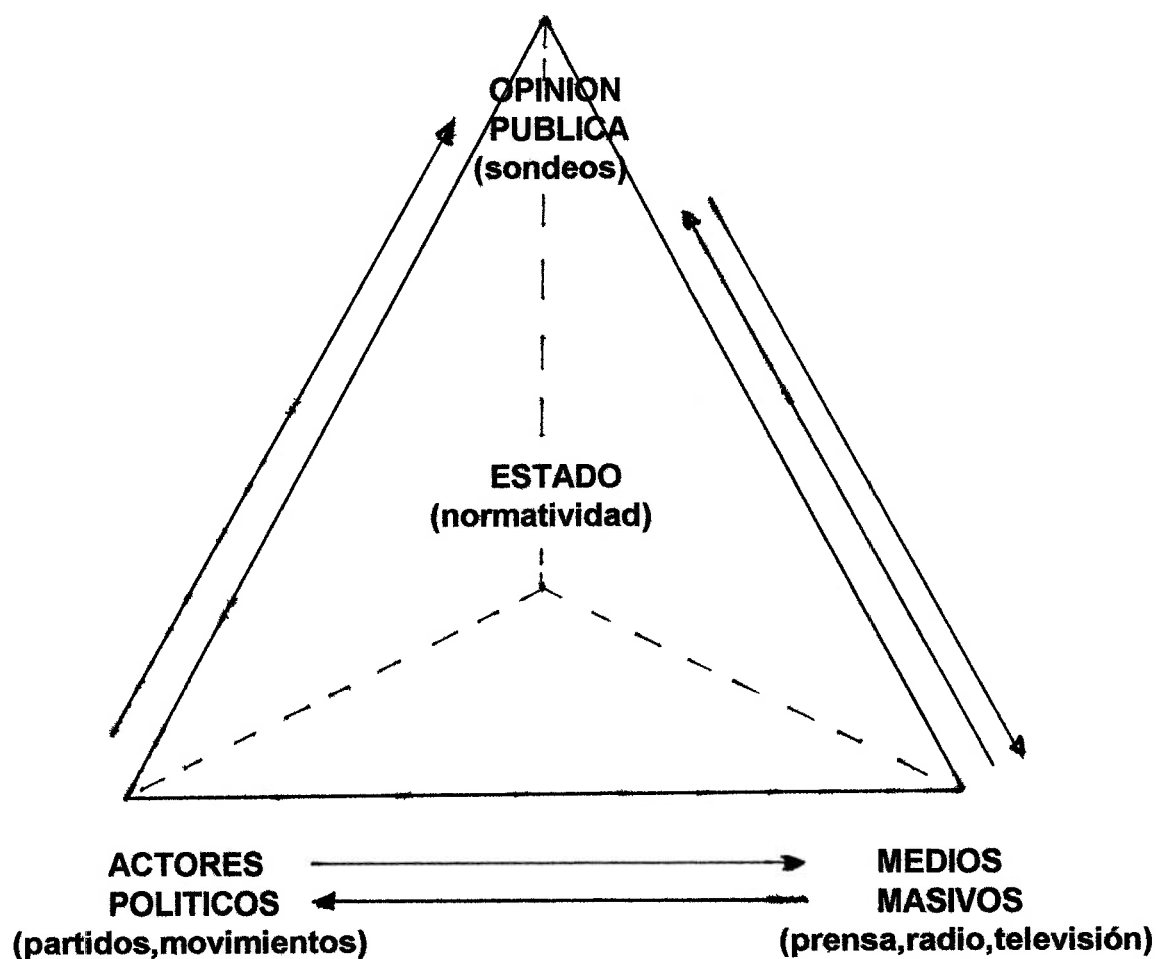 OPINION
PUBLICA
(sondeos)
ESTADO
(normatividad)
ACTORES
POLITICOS
(partidos,movimientos)
MEDIOS
MASIVOS
(prensa,radio,televisión)